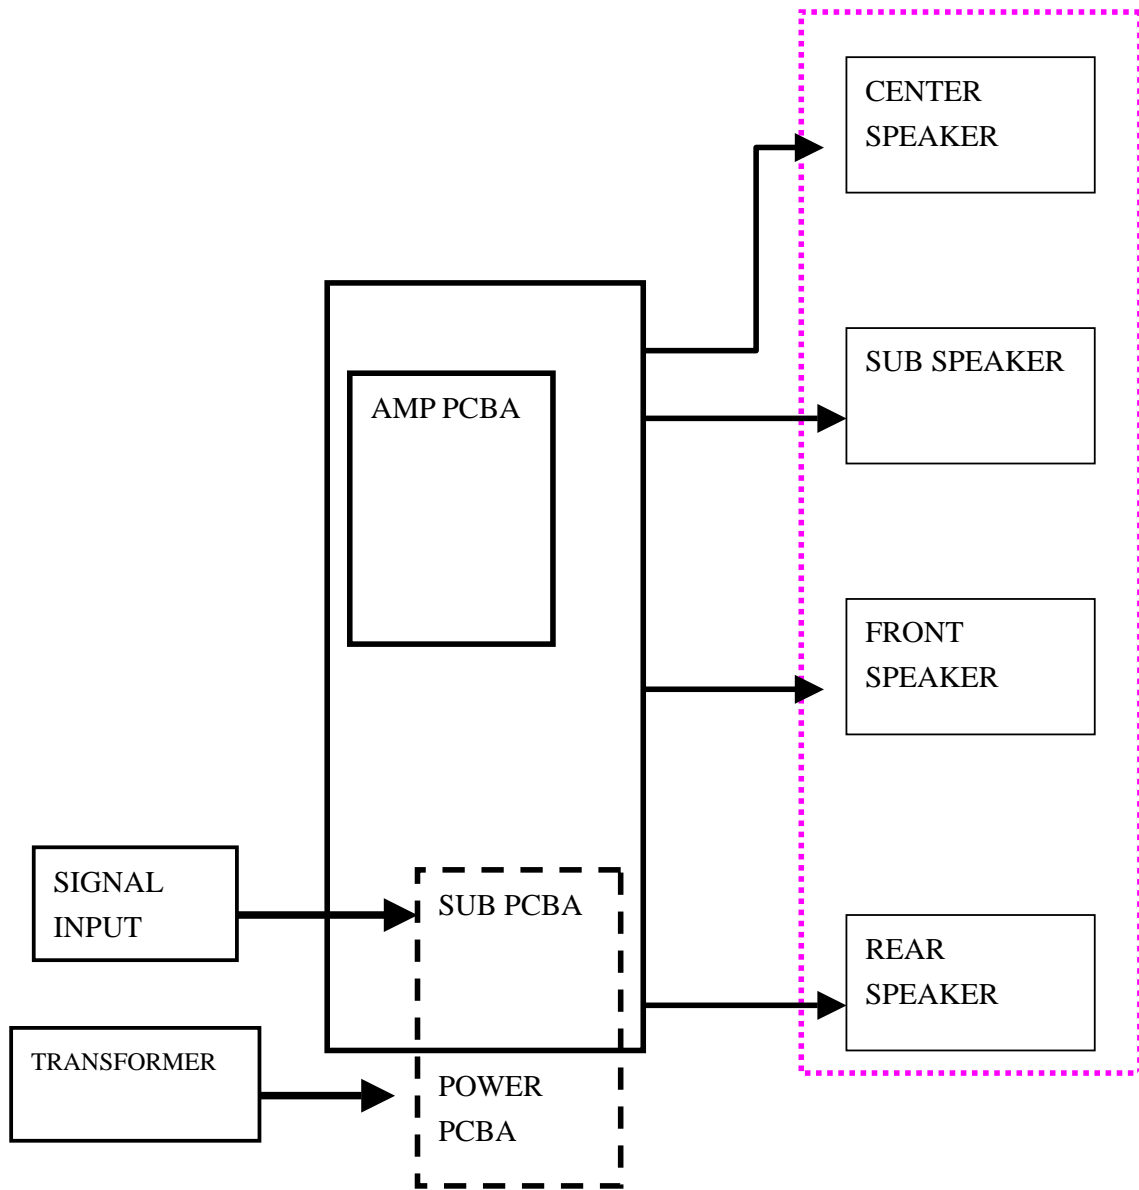 CENTER
SPEAKER
SUB SPEAKER
AMP PCBA
FRONT
SPEAKER
SIGNAL
INPUT
SUB PCBA
REAR
SPEAKER
TRANSFORMER
POWER
PCBA